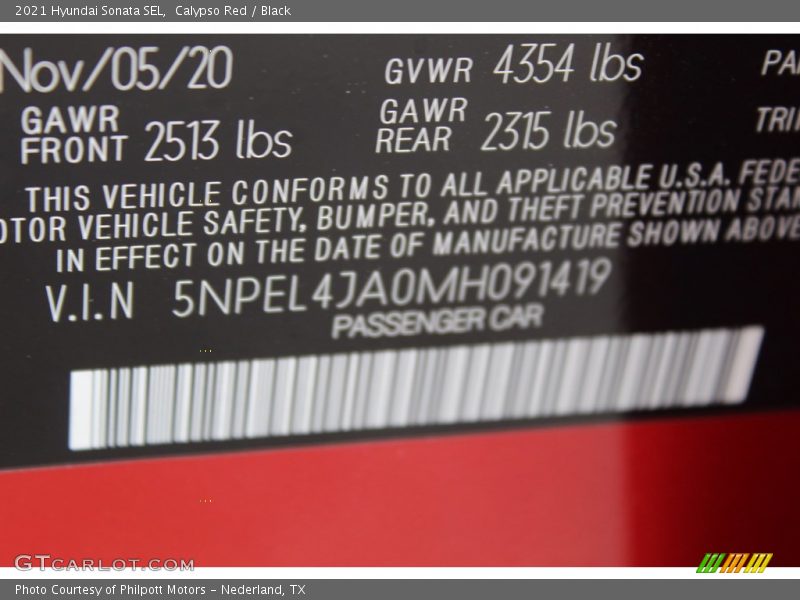 2021 Hyundai Sonata SEL, Calypso Red / Black
Nov/05/20 GVWR 4354 lbs
GAWR FRONT 2513 lbs GAWR REAR 2315 lbs
THIS VEHICLE CONFORMS TO ALL APPLICABLE U.S.A. FEDE
OTOR VEHICLE SAFETY, BUMPER, AND THEFT PREVENTION STAN
IN EFFECT ON THE DATE OF MANUFACTURE SHOWN ABOVE
V.I.N 5NPEL4JA0MH091419
PASSENGER CAR
GTCARLOT.COM
Photo Courtesy of Philpott Motors - Nederland, TX